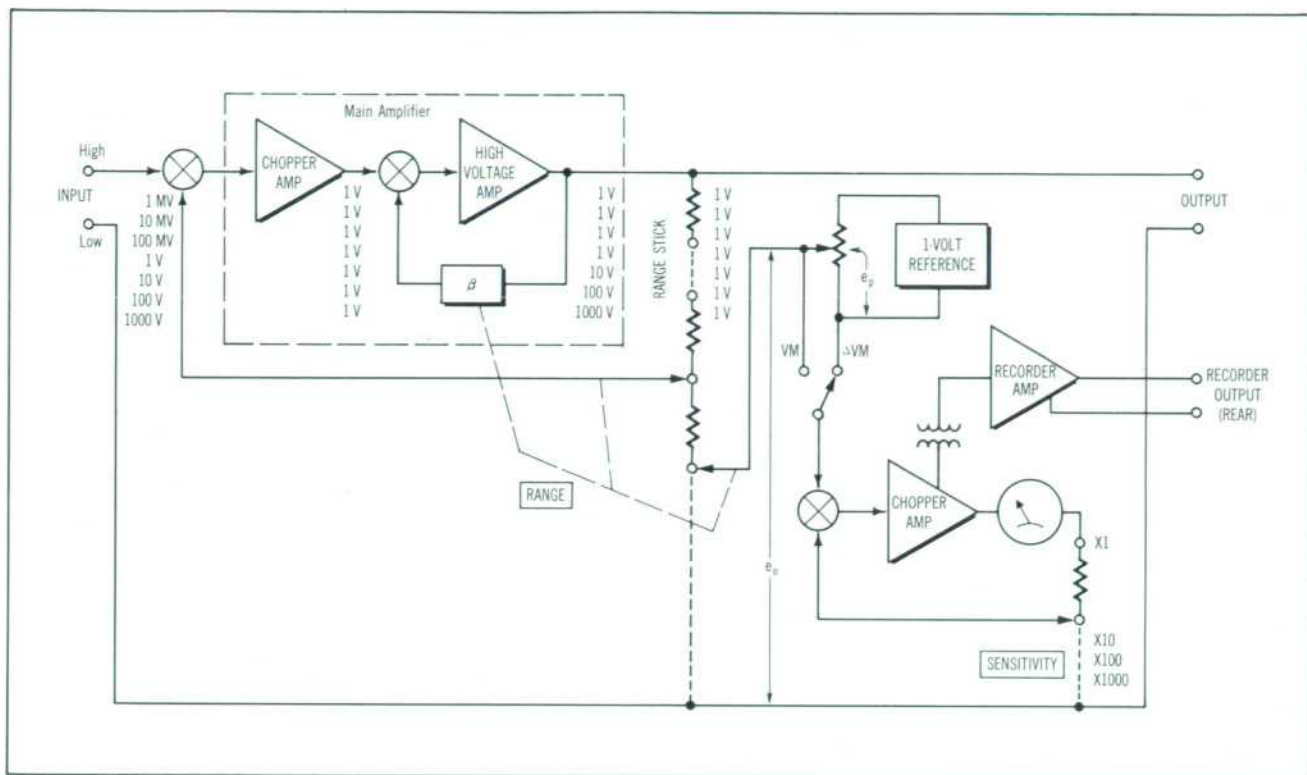 Main Amplifier
High
INPUT
Low
CHOPPER
AMP
HIGH
VOLTAGE
AMP
β
1 MV
10 MV
100 MV
1 V
10 V
100 V
1000 V
1 V
1 V
1 V
1 V
1 V
1 V
1 V
1 V
1 V
1 V
1 V
10 V
100 V
1000 V
RANGE STICK
1 V
1 V
1 V
1 V
1 V
1 V
1 V
OUTPUT
1-VOLT
REFERENCE
ep
VM
ΔVM
RECORDER
AMP
RECORDER
OUTPUT
(REAR)
RANGE
CHOPPER
AMP
X1
eo
SENSITIVITY
X10
X100
X1000